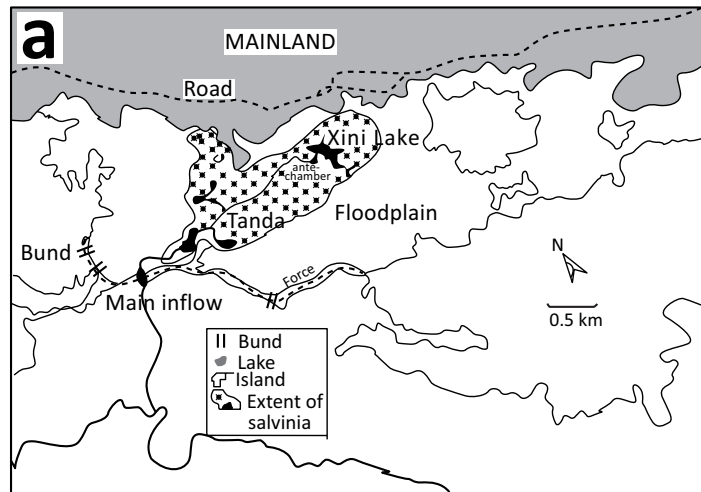 a
MAINLAND
Road
Xini Lake
ante-
chamber
Tanda
Floodplain
Bund
Force
Main inflow
N
0.5 km
Bund
Lake
Island
Extent of
salvinia